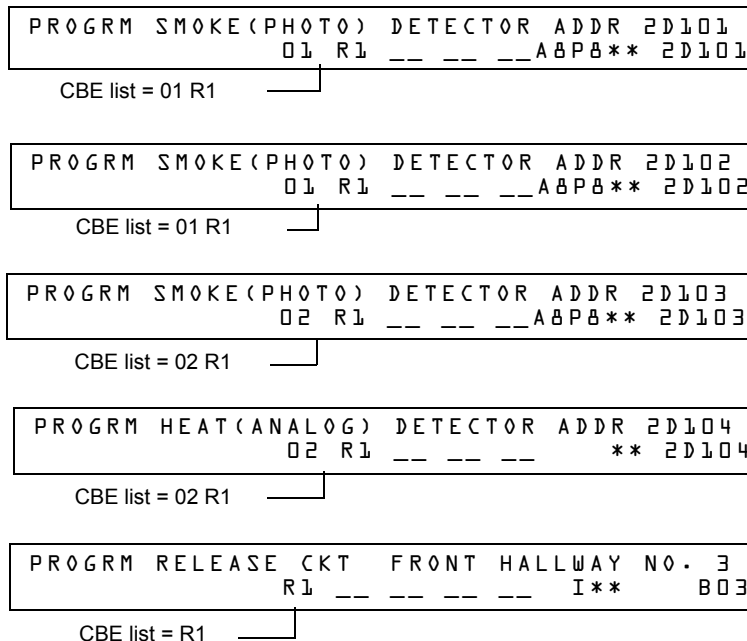 PROGRM SMOKE(PHOTO) DETECTOR ADDR 2D101
01 R1 __ __ __A8P8** 2D101
CBE list = 01 R1
PROGRM SMOKE(PHOTO) DETECTOR ADDR 2D102
01 R1 __ __ __A8P8** 2D102
CBE list = 01 R1
PROGRM SMOKE(PHOTO) DETECTOR ADDR 2D103
02 R1 __ __ __A8P8** 2D103
CBE list = 02 R1
PROGRM HEAT(ANALOG) DETECTOR ADDR 2D104
02 R1 __ __ __ ** 2D104
CBE list = 02 R1
PROGRM RELEASE CKT FRONT HALLWAY NO. 3
R1 __ __ __ __ I** B03
CBE list = R1